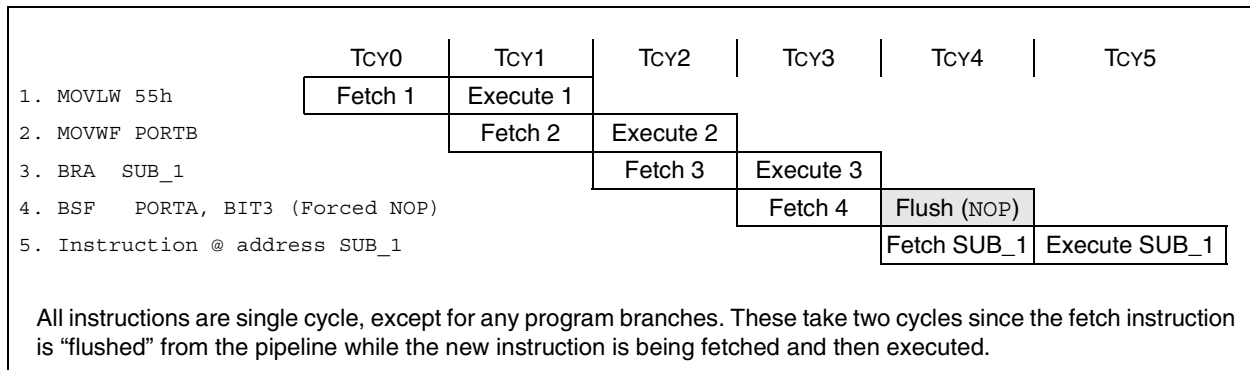 TCY0 TCY1 TCY2 TCY3 TCY4 TCY5
1. MOVLW 55h Fetch 1 Execute 1
2. MOVWF PORTB Fetch 2 Execute 2
3. BRA SUB_1 Fetch 3 Execute 3
4. BSF PORTA, BIT3 (Forced NOP) Fetch 4 Flush (NOP)
5. Instruction @ address SUB_1 Fetch SUB_1 Execute SUB_1
All instructions are single cycle, except for any program branches. These take two cycles since the fetch instruction
is “flushed” from the pipeline while the new instruction is being fetched and then executed.